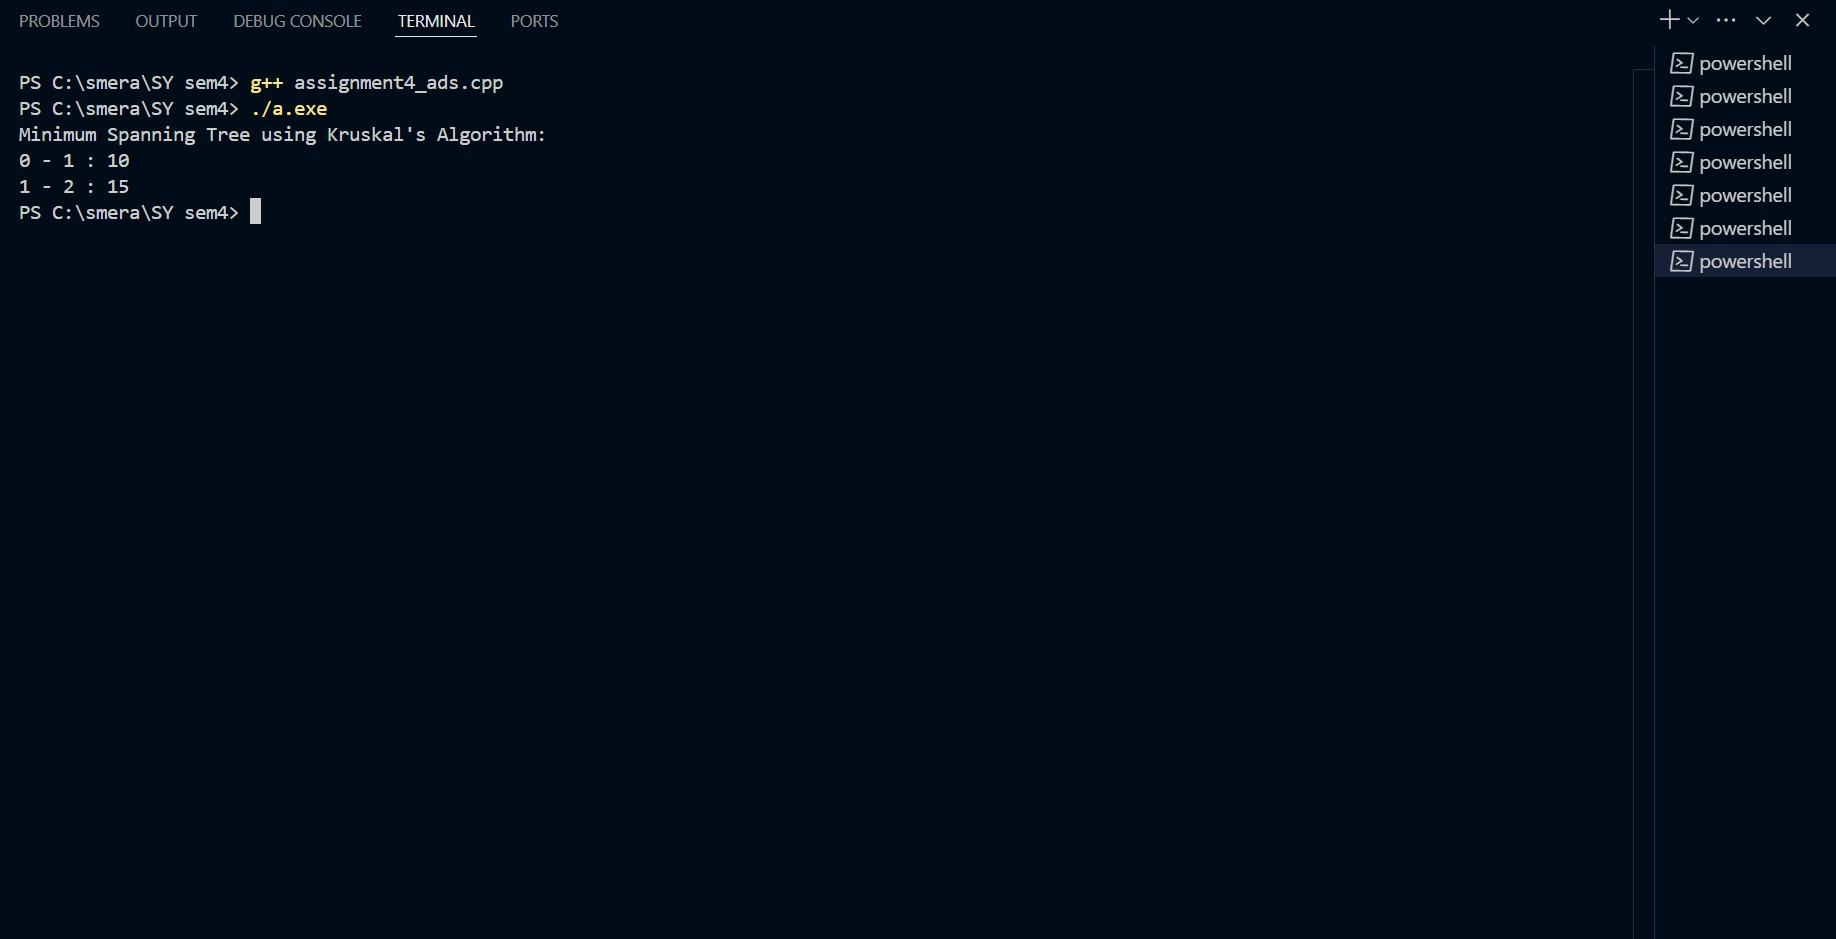 PROBLEMS OUTPUT DEBUG CONSOLE TERMINAL PORTS
PS C:\smera\SY sem4> g++ assignment4_ads.cpp
PS C:\smera\SY sem4> ./a.exe
Minimum Spanning Tree using Kruskal's Algorithm:
0 - 1 : 10
1 - 2 : 15
PS C:\smera\SY sem4>
powershell
powershell
powershell
powershell
powershell
powershell
powershell